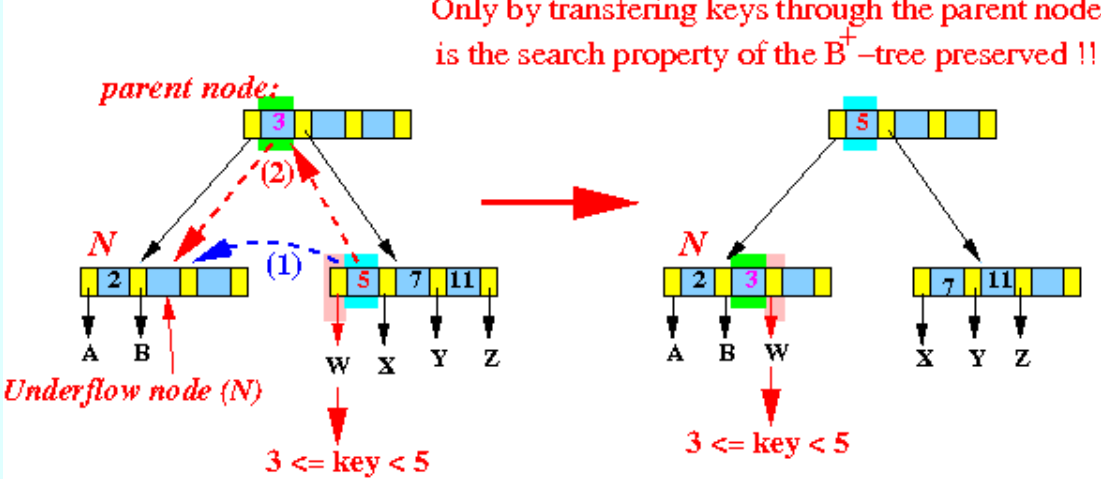 Only by transfering keys through the parent node
is the search property of the B+-tree preserved !!
parent node:
3
5
(2)
N
N
(1)
2
5
7
11
2
3
7
11
A
B
W
X
Y
Z
A
B
W
X
Y
Z
Underflow node (N)
3 <= key < 5
3 <= key < 5